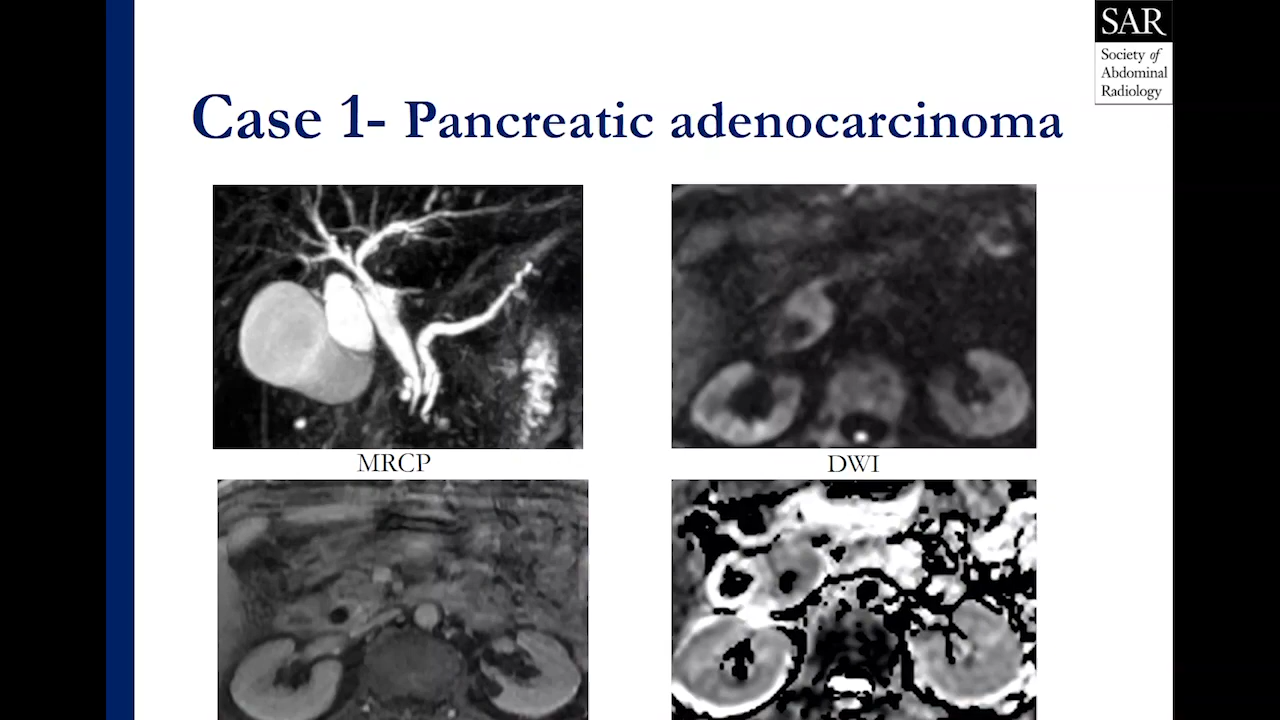 SAR
Society of
Abdominal
Radiology
Case 1- Pancreatic adenocarcinoma
MRCP
DWI